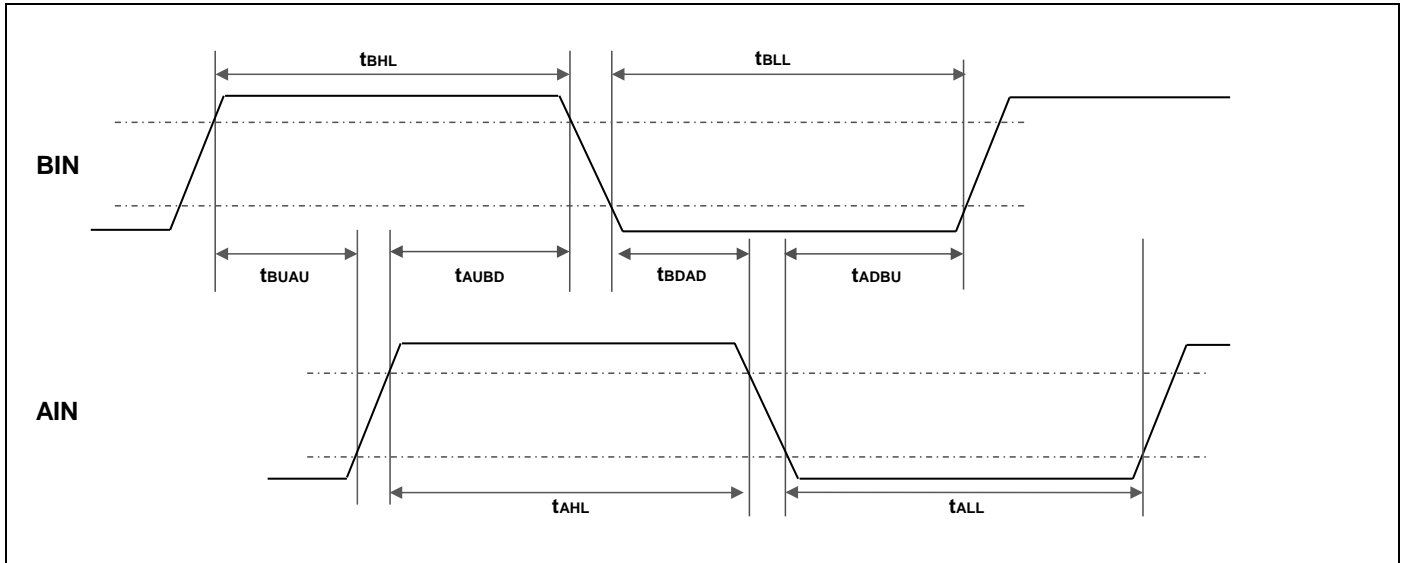 tBHL
tBLL
BIN
tBUAU
tAUBD
tBDAD
tADBU
AIN
tAHL
tALL